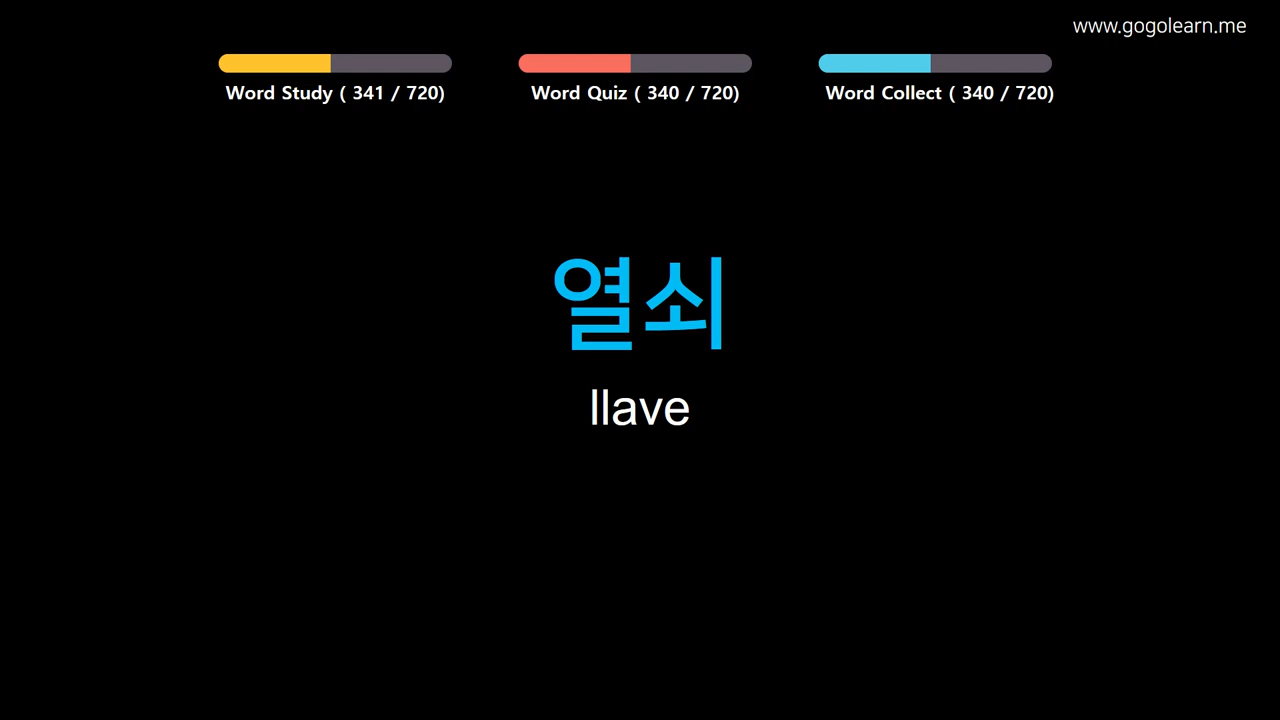 www.gogolearn.me
Word Study ( 341 / 720)
Word Quiz ( 340 / 720)
Word Collect ( 340 / 720)
열쇠
llave